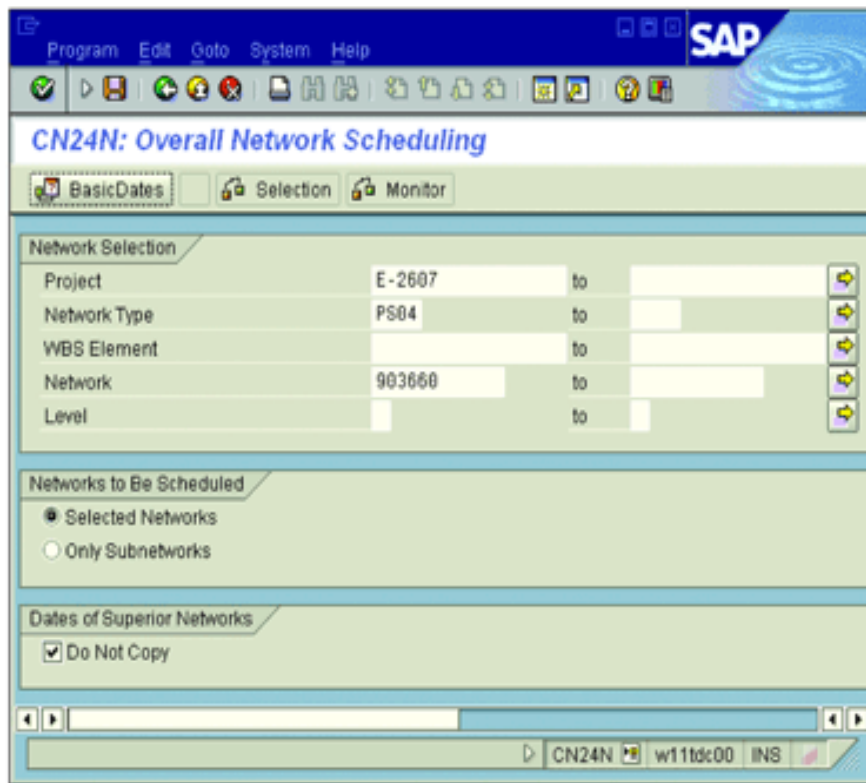 Program Edit Goto System Help
SAP
CN24N: Overall Network Scheduling
BasicDates Selection Monitor
Network Selection
Project E-2607 to
Network Type PS04 to
WBS Element to
Network 903660 to
Level to
Networks to Be Scheduled
Selected Networks
Only Subnetworks
Dates of Superior Networks
Do Not Copy
CN24N w11tdc00 INS